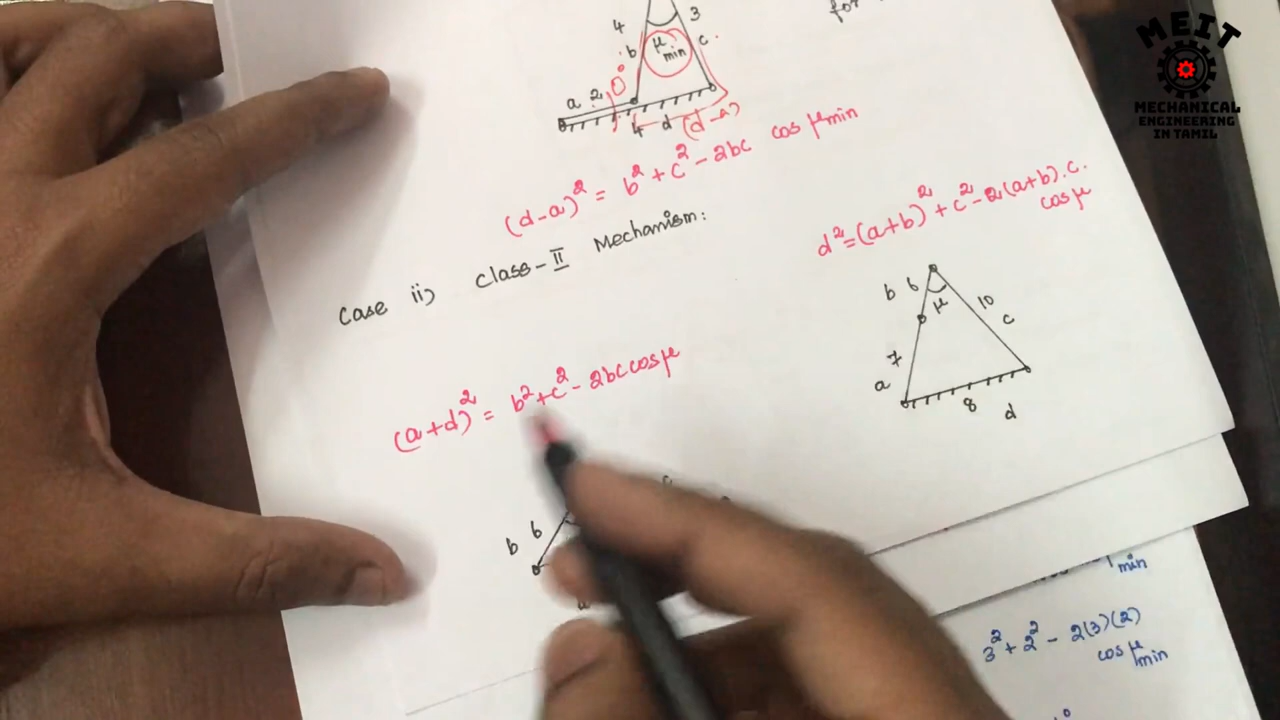 4 3
b μ min c
0°
a 2
4 d (d-a)
(d-a)² = b² + c² - 2bc cos μmin
Case ii) Class-II Mechanism:
(a+d)² = b²+c² - 2bc cos μ
b 6
d²=(a+b)²+c²-2(a+b).c.
cos μ
b 6 μ 10
c
7
a
8 d
min
3²+2²-2(3)(2)
cos μmin
MEIT
MECHANICAL
ENGINEERING
IN TAMIL